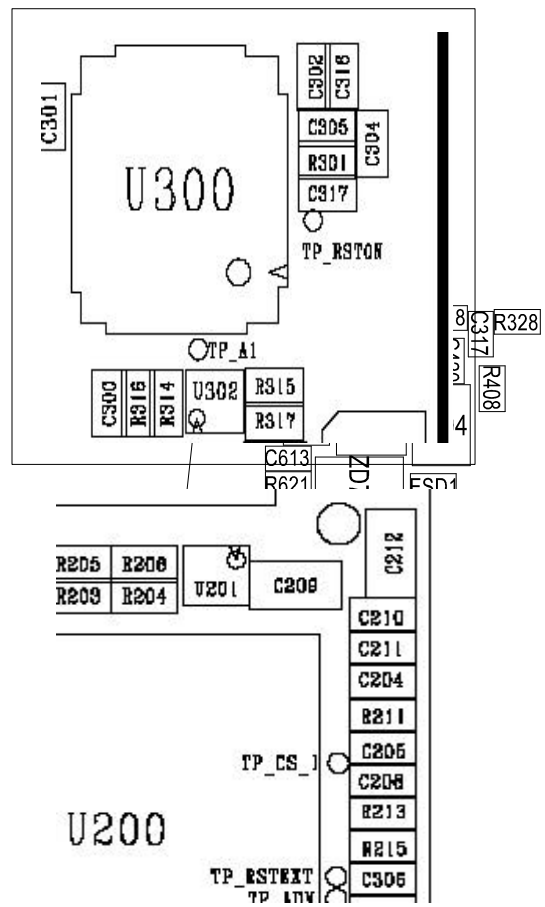 C302 C316
C301
C305 C304
R301
U300
C317
TP_RSTON
8 C317 R328
TP_A1
C300 R316 R314 U302 R315
R408
R317
C613
R621
ESD1
C212
R205 R206
U201 C209
R203 R204
C210
C211
C204
R211
C205
TP_CS_1
C208
R213
U200
R215
TP_RSTEXT C306
TP_ADV